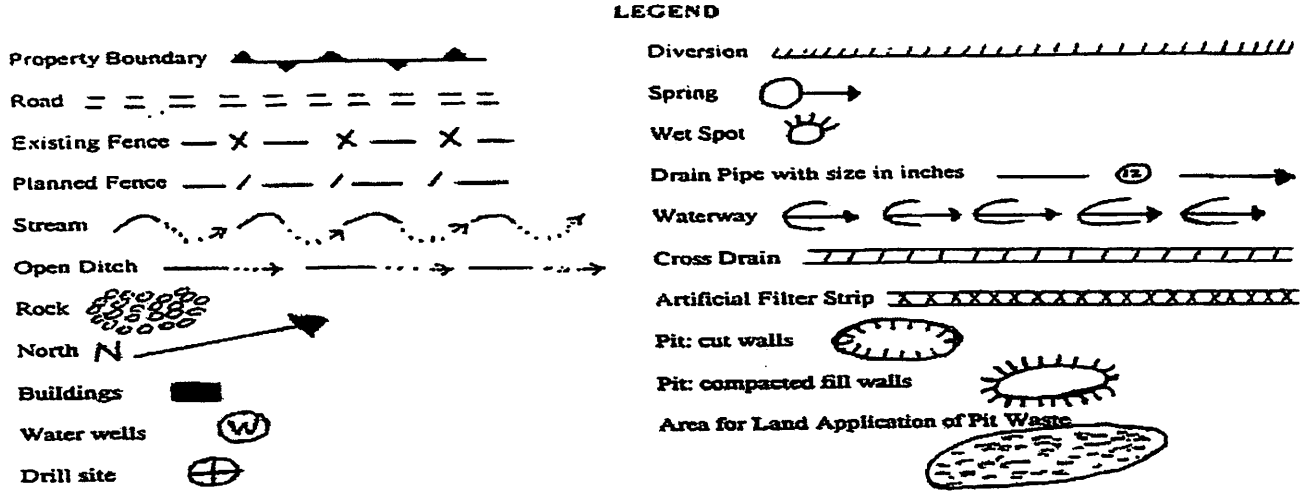 LEGEND
Property Boundary
Road
Existing Fence
Planned Fence
Stream
Open Ditch
Rock
North N
Buildings
Water wells W
Drill site
Diversion
Spring
Wet Spot
Drain Pipe with size in inches 12
Waterway
Cross Drain
Artificial Filter Strip
Pit: cut walls
Pit: compacted fill walls
Area for Land Application of Pit Waste